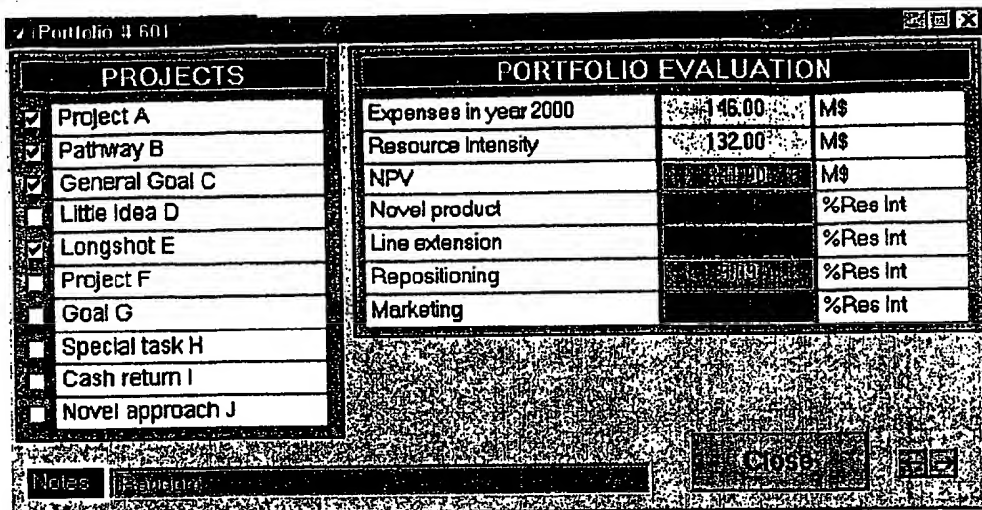 Portfolio # 601
PROJECTS
Project A
Pathway B
General Goal C
Little Idea D
Longshot E
Project F
Goal G
Special task H
Cash return I
Novel approach J
PORTFOLIO EVALUATION
Expenses in year 2000 146.00 M$
Resource Intensity 132.00 M$
NPV M$
Novel product %Res Int
Line extension %Res Int
Repositioning %Res Int
Marketing %Res Int
Close
Notes